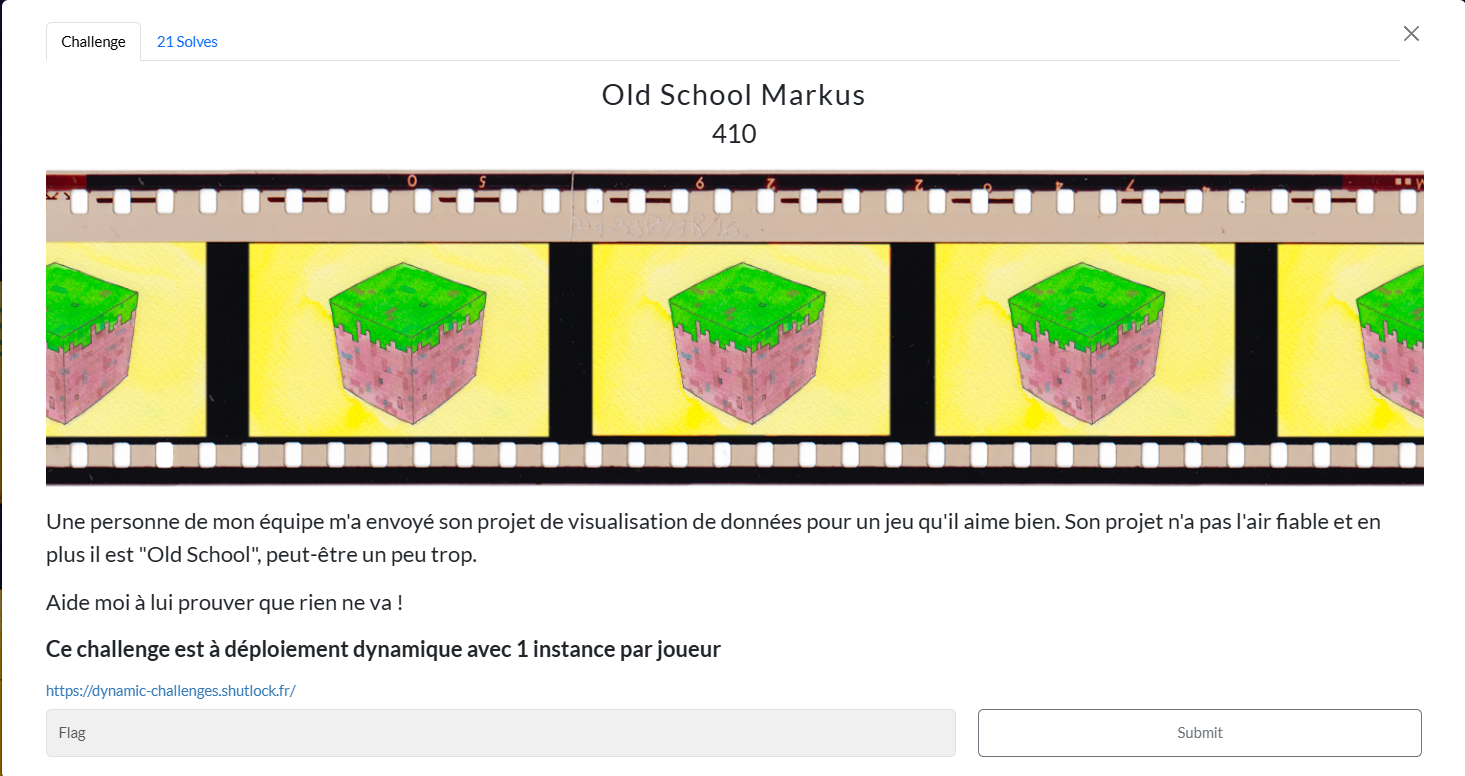 Challenge
21 Solves
Old School Markus
410
Une personne de mon équipe m'a envoyé son projet de visualisation de données pour un jeu qu'il aime bien. Son projet n'a pas l'air fiable et en
plus il est "Old School", peut-être un peu trop.
Aide moi à lui prouver que rien ne va !
Ce challenge est à déploiement dynamique avec 1 instance par joueur
https://dynamic-challenges.shutlock.fr/
Flag
Submit